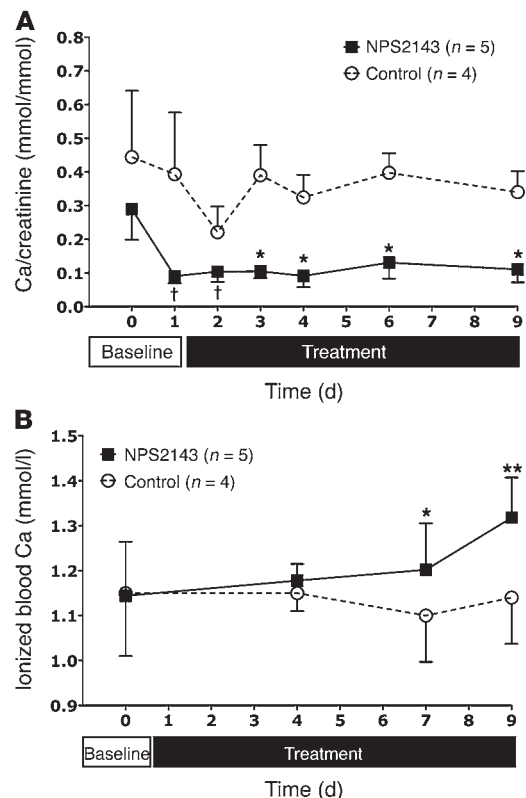 A
Ca/creatinine (mmol/mmol)
0.8
0.7
0.6
0.5
0.4
0.3
0.2
0.1
0.0
NPS2143 (n = 5)
Control (n = 4)
* * * *
† †
0 1 2 3 4 5 6 7 8 9
Baseline Treatment
Time (d)
B
Ionized blood Ca (mmol/l)
1.5
1.4
1.3
1.2
1.1
1.0
0.9
NPS2143 (n = 5)
Control (n = 4)
* **
0 1 2 3 4 5 6 7 8 9
Baseline Treatment
Time (d)